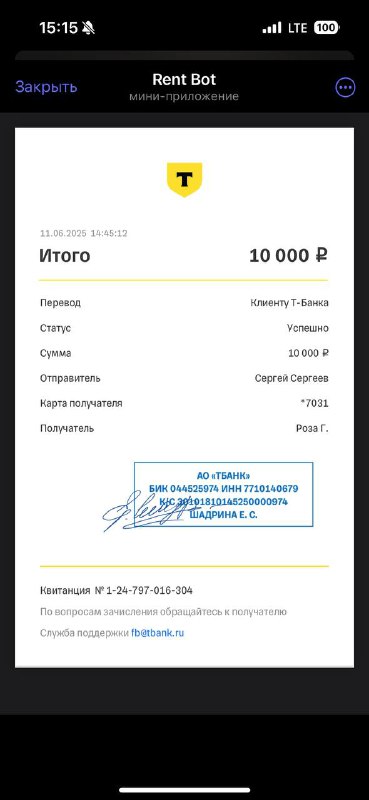 15:15
LTE 100
Закрыть
Rent Bot
мини-приложение
Т
11.06.2025 14:45:12
Итого 10 000 ₽
Перевод Клиенту Т-Банка
Статус Успешно
Сумма 10 000 ₽
Отправитель Сергей Сергеев
Карта получателя *7031
Получатель Роза Г.
АО «ТБАНК»
БИК 044525974 ИНН 7710140679
К/С 30101810145250000974
ШАДРИНА Е. С.
Квитанция № 1-24-797-016-304
По вопросам зачисления обращайтесь к получателю
Служба поддержки fb@tbank.ru